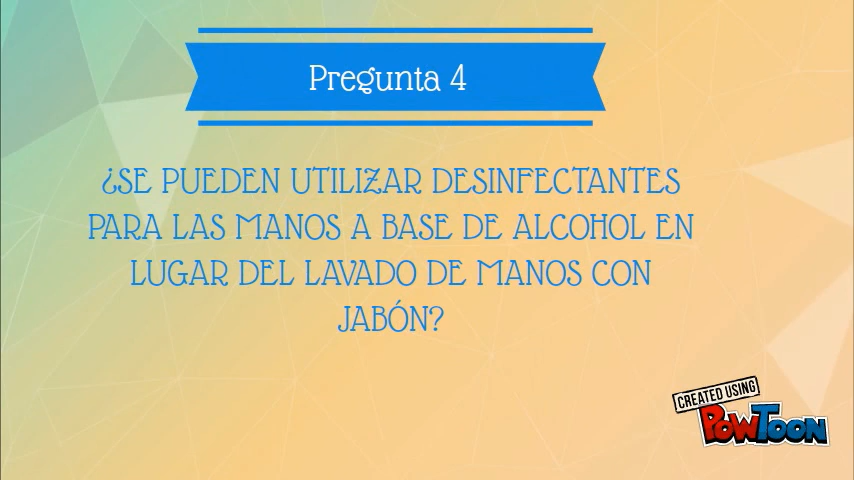 Pregunta 4
¿SE PUEDEN UTILIZAR DESINFECTANTES
PARA LAS MANOS A BASE DE ALCOHOL EN
LUGAR DEL LAVADO DE MANOS CON
JABÓN?
CREATED USING
POWTOON